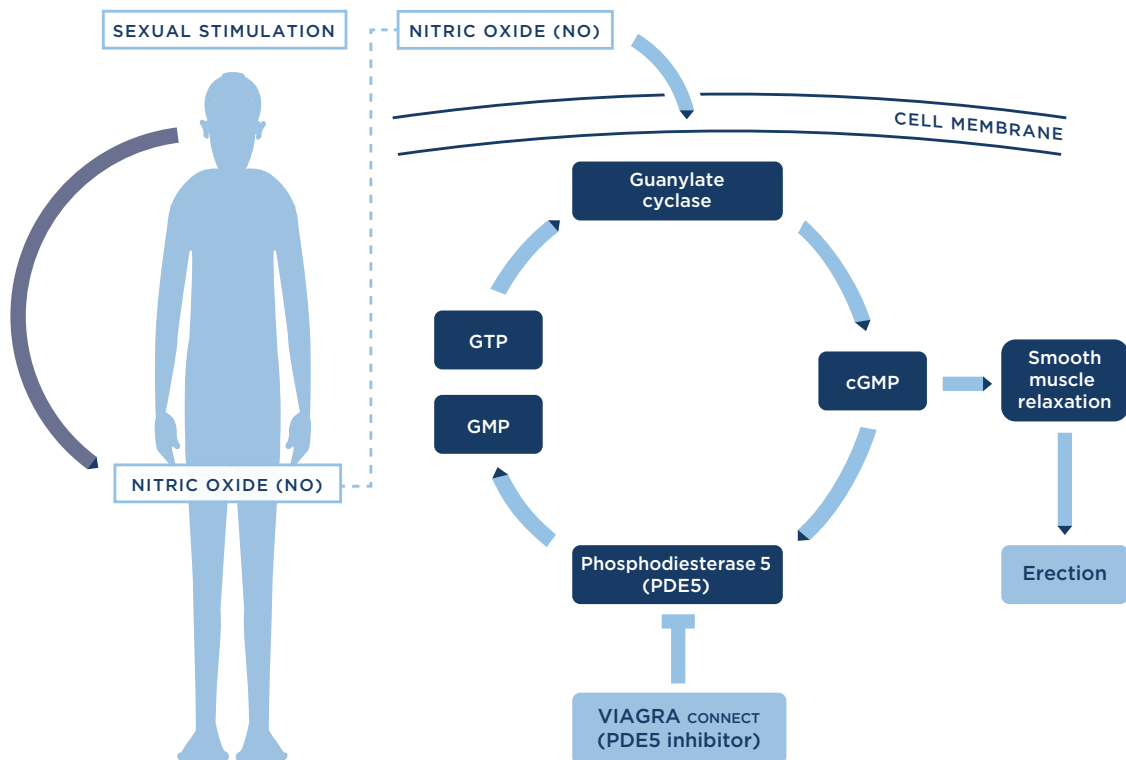 SEXUAL STIMULATION
NITRIC OXIDE (NO)
CELL MEMBRANE
Guanylate
cyclase
GTP
cGMP
Smooth
muscle
relaxation
GMP
NITRIC OXIDE (NO)
Phosphodiesterase 5
(PDE5)
Erection
VIAGRA CONNECT
(PDE5 inhibitor)